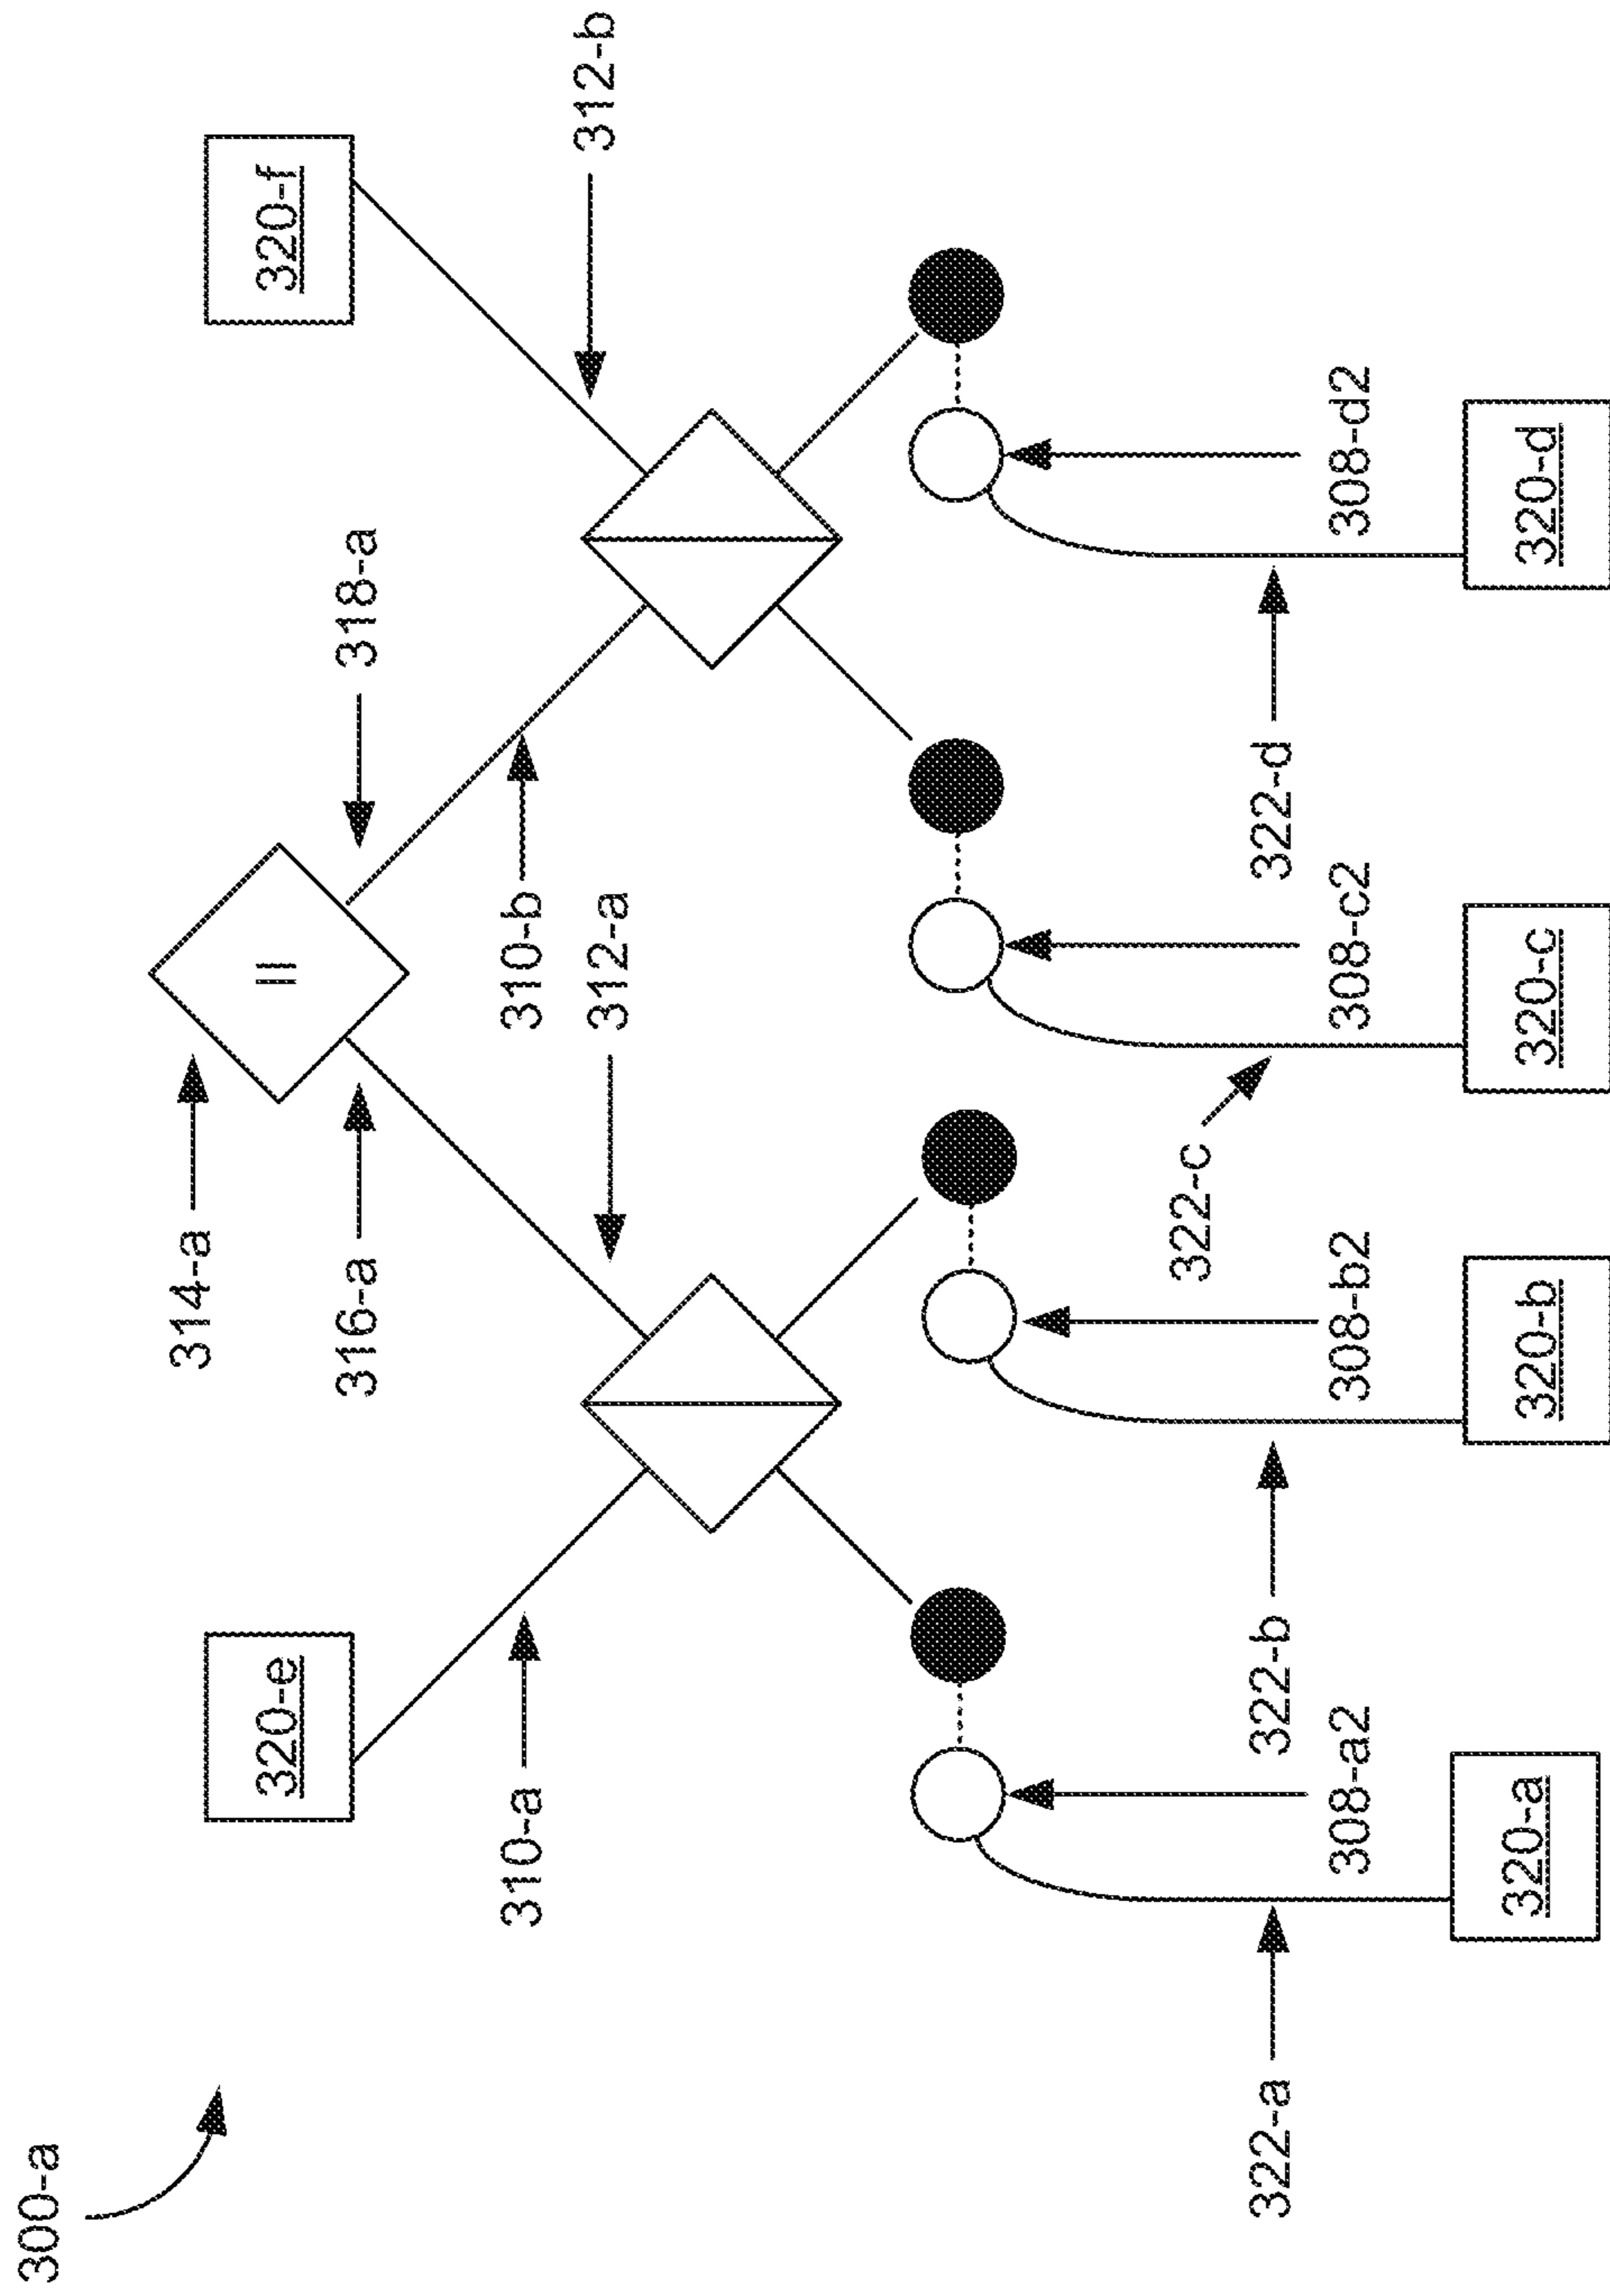 300-a
314-a
320-e
=
320-f
316-a
318-a
310-a
310-b
312-a
312-b
322-c
322-a
322-b
322-d
308-a2
308-b2
308-c2
308-d2
320-a
320-b
320-c
320-d